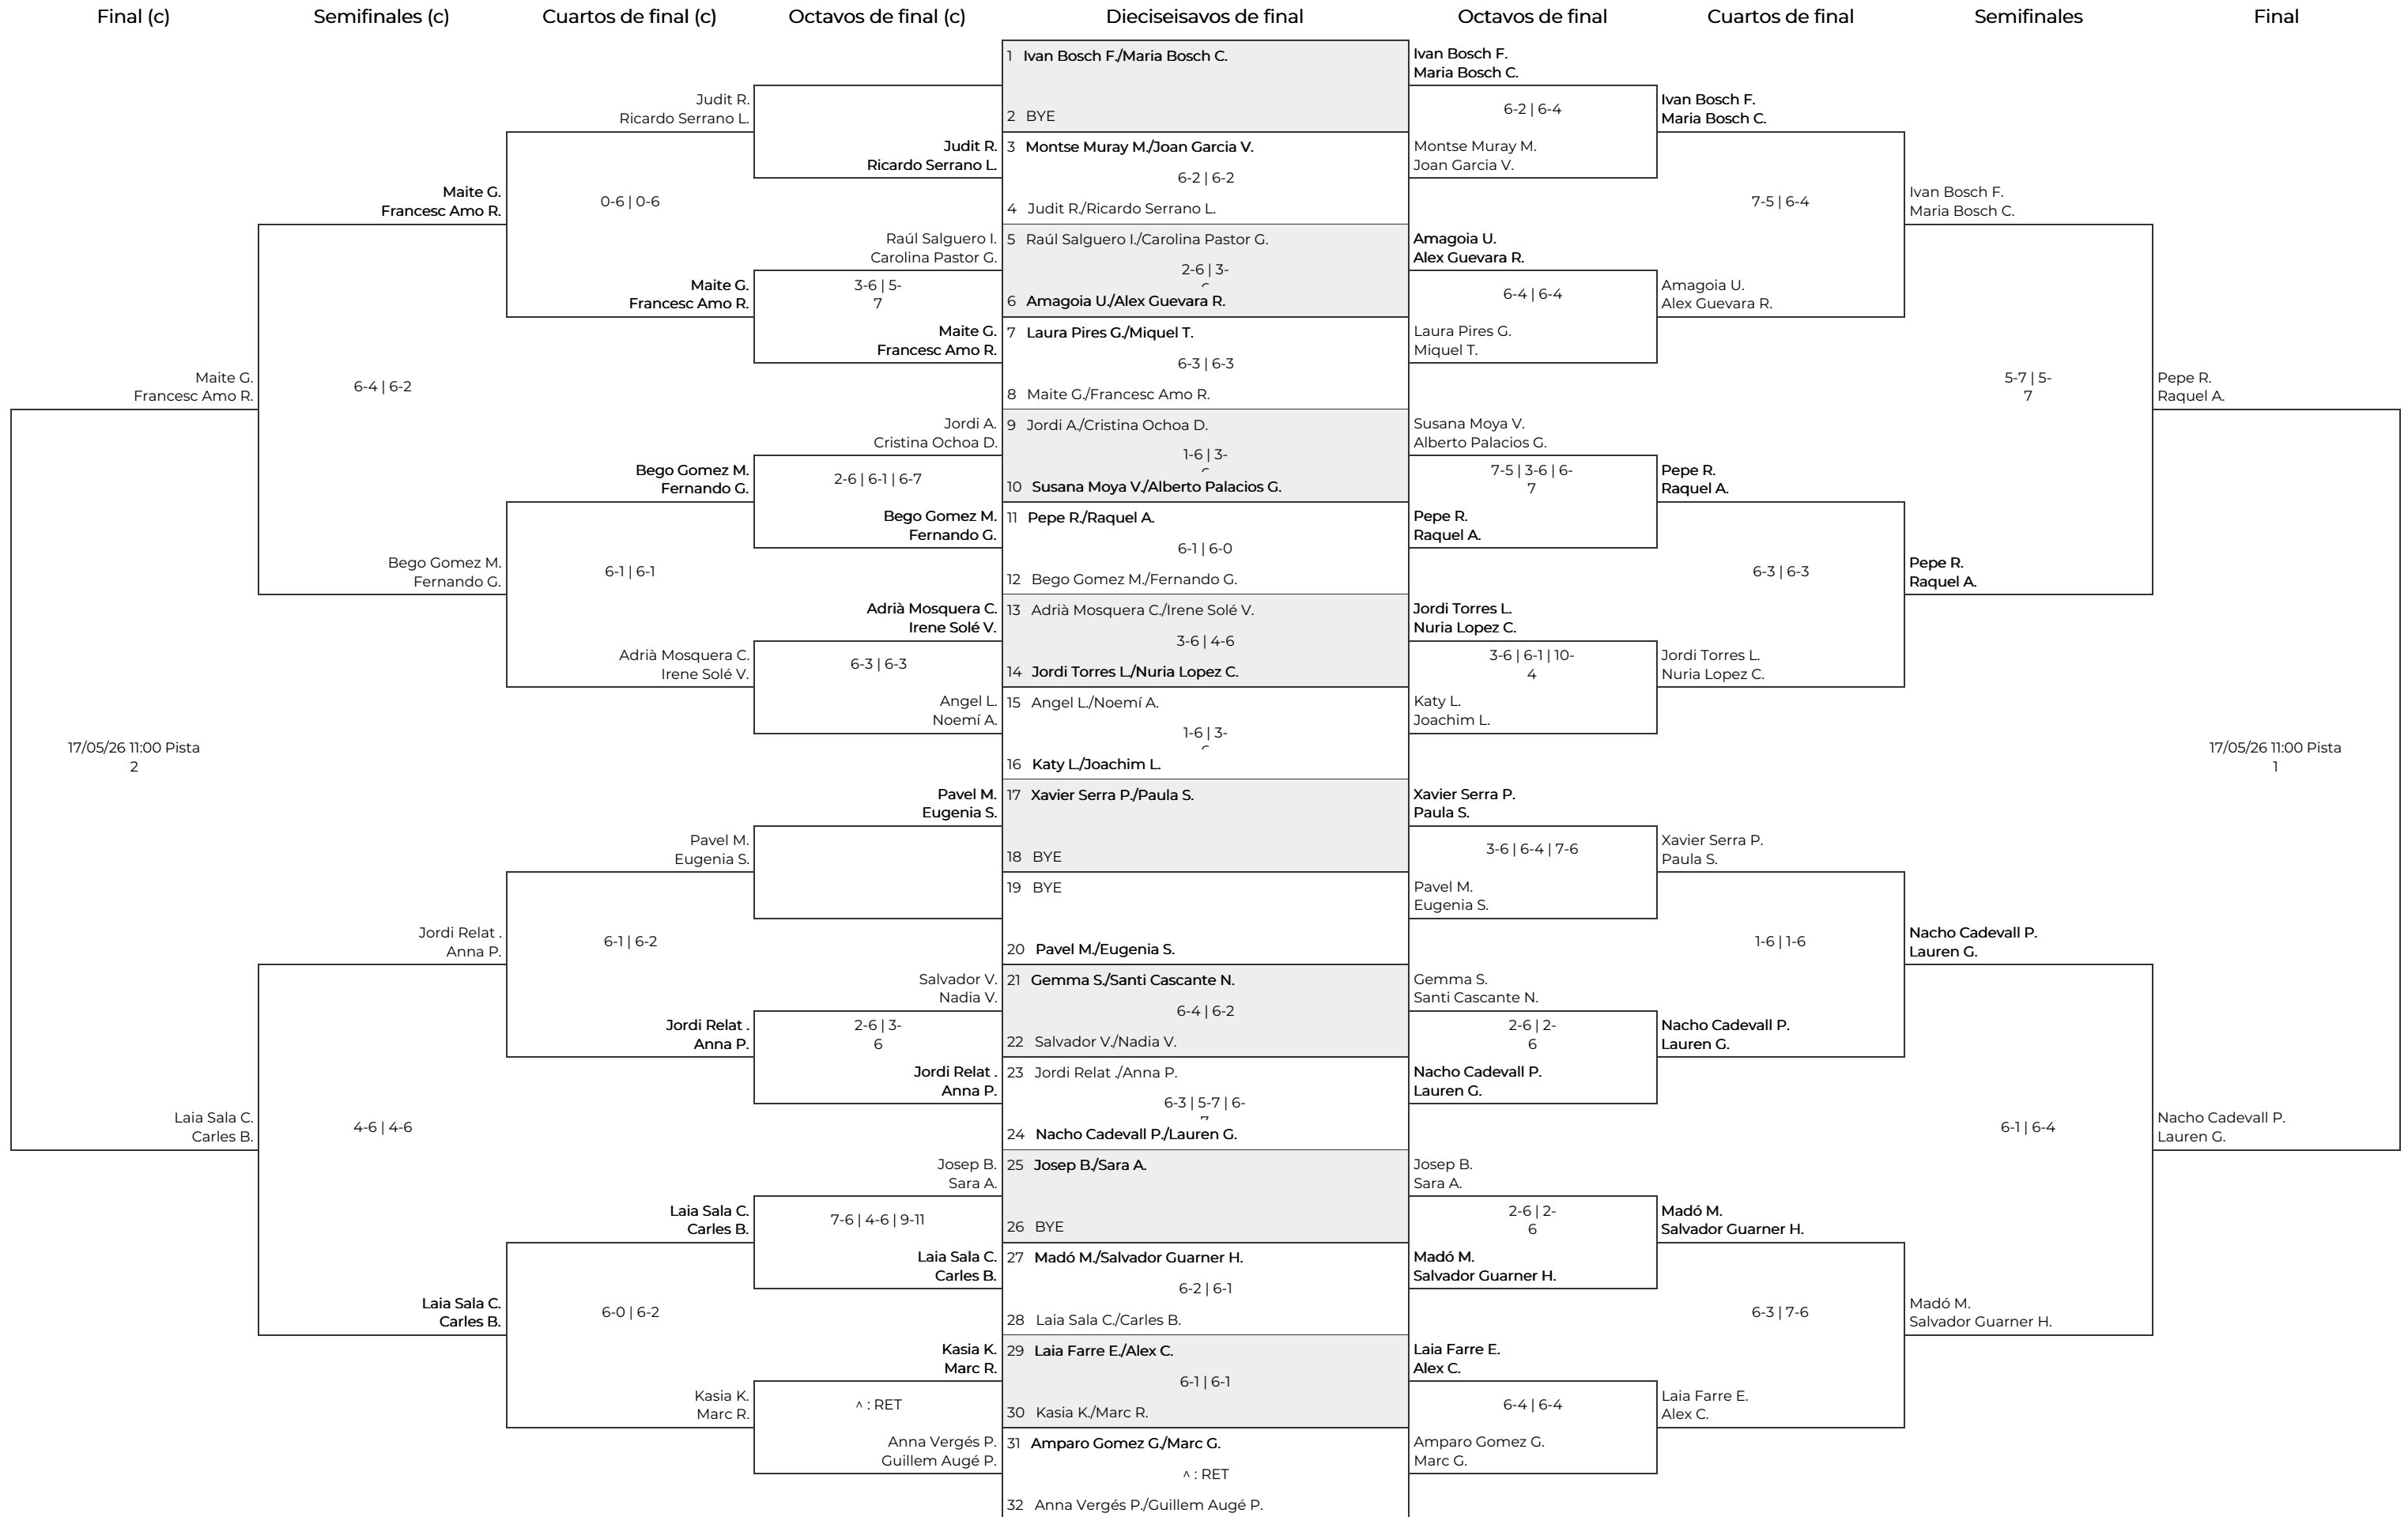 Final (c)
Semifinales (c)
Cuartos de final (c)
Octavos de final (c)
Dieciseisavos de final
Octavos de final
Cuartos de final
Semifinales
Final
Maite G.
Francesc Amo R.
17/05/26 11:00 Pista
2
Laia Sala C.
Carles B.
Maite G.
Francesc Amo R.
6-4 | 6-2
Bego Gomez M.
Fernando G.
Jordi Relat .
Anna P.
4-6 | 4-6
Laia Sala C.
Carles B.
Judit R.
Ricardo Serrano L.
0-6 | 0-6
Maite G.
Francesc Amo R.
Bego Gomez M.
Fernando G.
6-1 | 6-1
Adrià Mosquera C.
Irene Solé V.
Pavel M.
Eugenia S.
6-1 | 6-2
Jordi Relat .
Anna P.
Laia Sala C.
Carles B.
6-0 | 6-2
Kasia K.
Marc R.
Judit R.
Ricardo Serrano L.
Raúl Salguero I.
Carolina Pastor G.
3-6 | 5-
7
Maite G.
Francesc Amo R.
Jordi A.
Cristina Ochoa D.
2-6 | 6-1 | 6-7
Bego Gomez M.
Fernando G.
Adrià Mosquera C.
Irene Solé V.
6-3 | 6-3
Angel L.
Noemí A.
Pavel M.
Eugenia S.
Salvador V.
Nadia V.
2-6 | 3-
6
Jordi Relat .
Anna P.
Josep B.
Sara A.
7-6 | 4-6 | 9-11
Laia Sala C.
Carles B.
Kasia K.
Marc R.
^ : RET
Anna Vergés P.
Guillem Augé P.
1 Ivan Bosch F./Maria Bosch C.
2 BYE
3 Montse Muray M./Joan Garcia V.
6-2 | 6-2
4 Judit R./Ricardo Serrano L.
5 Raúl Salguero I./Carolina Pastor G.
2-6 | 3-
6 Amagoia U./Alex Guevara R.
7 Laura Pires G./Miquel T.
6-3 | 6-3
8 Maite G./Francesc Amo R.
9 Jordi A./Cristina Ochoa D.
1-6 | 3-
10 Susana Moya V./Alberto Palacios G.
11 Pepe R./Raquel A.
6-1 | 6-0
12 Bego Gomez M./Fernando G.
13 Adrià Mosquera C./Irene Solé V.
3-6 | 4-6
14 Jordi Torres L./Nuria Lopez C.
15 Angel L./Noemí A.
1-6 | 3-
16 Katy L./Joachim L.
17 Xavier Serra P./Paula S.
18 BYE
19 BYE
20 Pavel M./Eugenia S.
21 Gemma S./Santi Cascante N.
6-4 | 6-2
22 Salvador V./Nadia V.
23 Jordi Relat ./Anna P.
6-3 | 5-7 | 6-
24 Nacho Cadevall P./Lauren G.
25 Josep B./Sara A.
26 BYE
27 Madó M./Salvador Guarner H.
6-2 | 6-1
28 Laia Sala C./Carles B.
29 Laia Farre E./Alex C.
6-1 | 6-1
30 Kasia K./Marc R.
31 Amparo Gomez G./Marc G.
^ : RET
32 Anna Vergés P./Guillem Augé P.
Ivan Bosch F.
Maria Bosch C.
6-2 | 6-4
Montse Muray M.
Joan Garcia V.
Amagoia U.
Alex Guevara R.
6-4 | 6-4
Laura Pires G.
Miquel T.
Susana Moya V.
Alberto Palacios G.
7-5 | 3-6 | 6-
7
Pepe R.
Raquel A.
Jordi Torres L.
Nuria Lopez C.
3-6 | 6-1 | 10-
4
Katy L.
Joachim L.
Xavier Serra P.
Paula S.
3-6 | 6-4 | 7-6
Pavel M.
Eugenia S.
Gemma S.
Santi Cascante N.
2-6 | 2-
6
Nacho Cadevall P.
Lauren G.
Josep B.
Sara A.
2-6 | 2-
6
Madó M.
Salvador Guarner H.
Laia Farre E.
Alex C.
6-4 | 6-4
Amparo Gomez G.
Marc G.
Ivan Bosch F.
Maria Bosch C.
7-5 | 6-4
Amagoia U.
Alex Guevara R.
Pepe R.
Raquel A.
6-3 | 6-3
Jordi Torres L.
Nuria Lopez C.
Xavier Serra P.
Paula S.
1-6 | 1-6
Nacho Cadevall P.
Lauren G.
Madó M.
Salvador Guarner H.
6-3 | 7-6
Laia Farre E.
Alex C.
Ivan Bosch F.
Maria Bosch C.
5-7 | 5-
7
Pepe R.
Raquel A.
Nacho Cadevall P.
Lauren G.
6-1 | 6-4
Madó M.
Salvador Guarner H.
Pepe R.
Raquel A.
17/05/26 11:00 Pista
1
Nacho Cadevall P.
Lauren G.